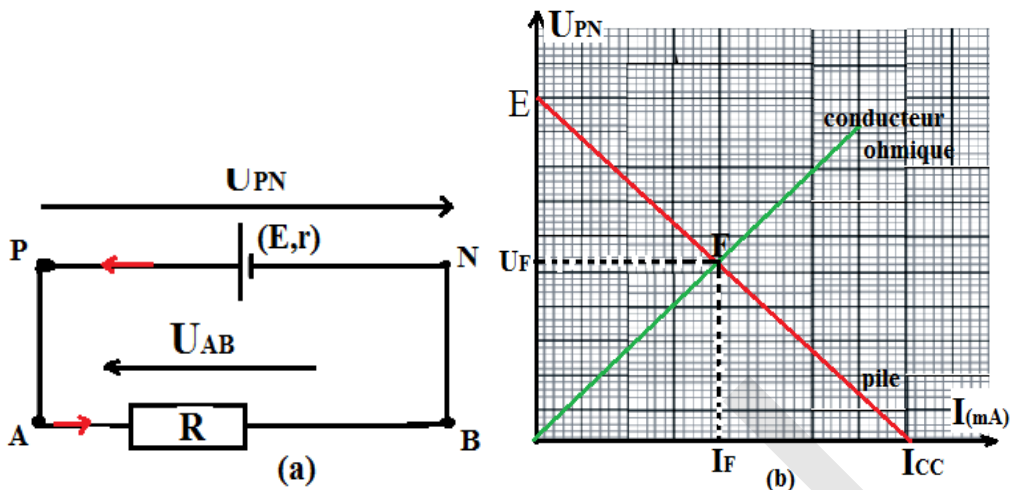 UPN
P
(E,r)
N
UAB
A
R
B
(a)
UPN
E
conducteur
ohmique
F
UF
pile
I(mA)
IF
(b)
ICC